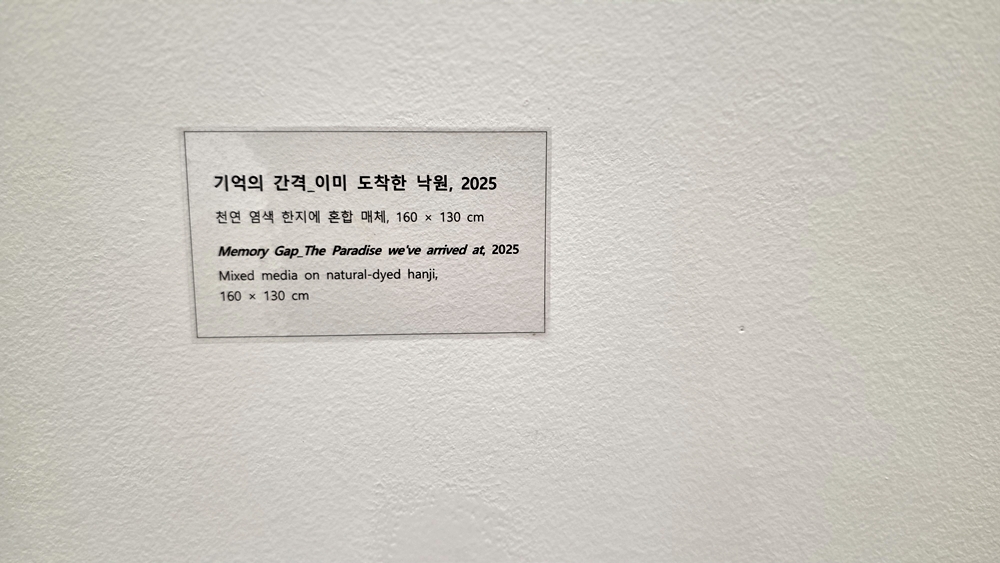 기억의 간격_이미 도착한 낙원, 2025
천연 염색 한지에 혼합 매체, 160 × 130 cm
Memory Gap_The Paradise we've arrived at, 2025
Mixed media on natural-dyed hanji,
160 × 130 cm